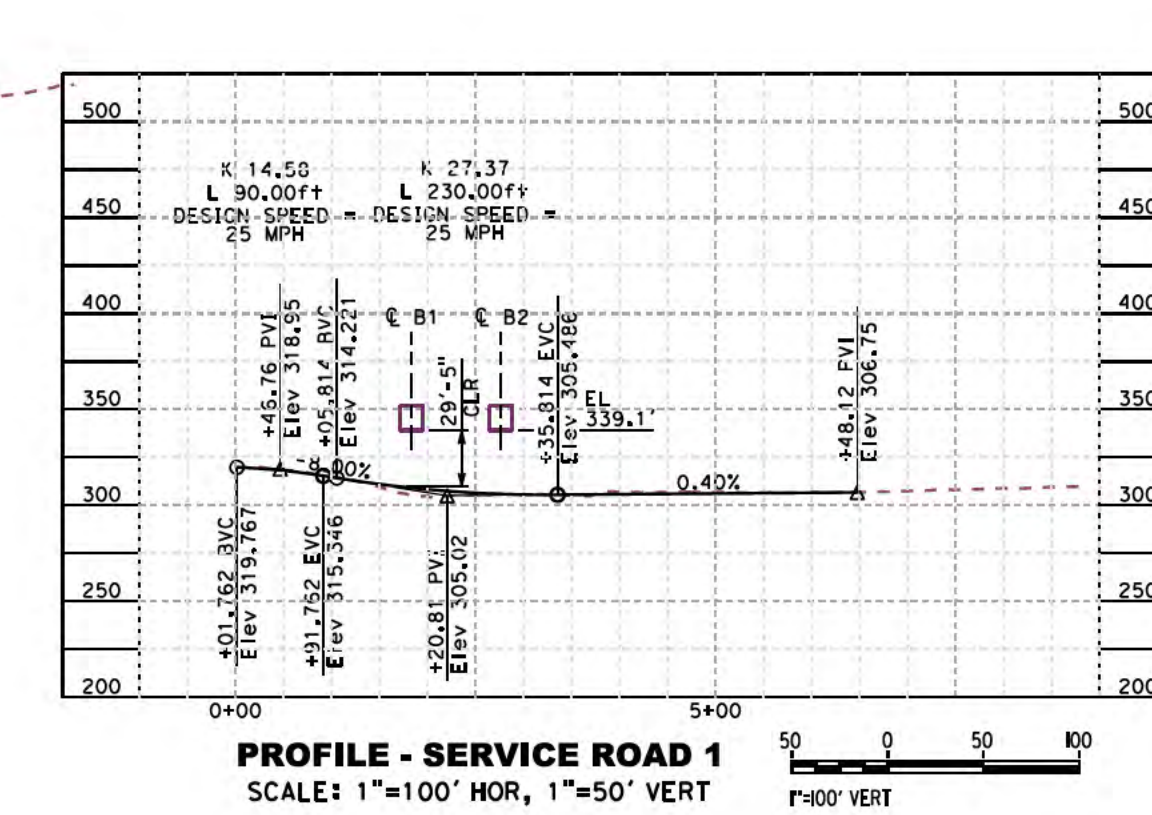 500
500
K 14.58
L 90.00ft
DESIGN SPEED =
25 MPH
K 27.37
L 230.00ft
DESIGN SPEED =
25 MPH
450
450
400
400
+46.76 PVI
Elev 318.95
+05.814 BVC
Elev 314.221
℄ B1
℄ B2
29'-5"
CLR
+35.814 EVC
Elev 305.486
EL
339.1'
+48.12 PVI
Elev 306.75
350
350
-8.00%
0.40%
300
300
+01.762 BVC
Elev 319.767
+91.762 EVC
Elev 315.346
+20.81 PVI
Elev 305.02
250
250
200
200
0+00
5+00
PROFILE - SERVICE ROAD 1
SCALE: 1"=100' HOR, 1"=50' VERT
50 0 50 100
1"=100' VERT